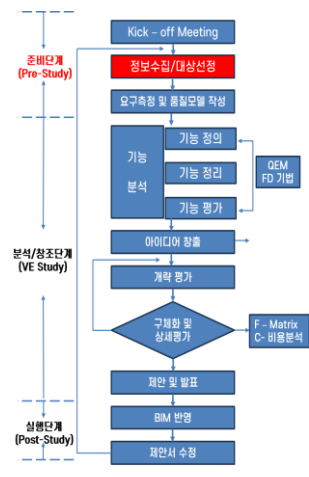 Kick – off Meeting
준비단계
(Pre-Study)
정보수집/대상선정
요구측정 및 품질모델 작성
기능
분석
기능 정의
기능 정리
기능 평가
QEM
FD 기법
아이디어 창출
분석/창조단계
(VE Study)
개략 평가
구체화 및
상세평가
F – Matrix
C- 비용분석
제안 및 발표
실행단계
(Post-Study)
BIM 반영
제안서 수정